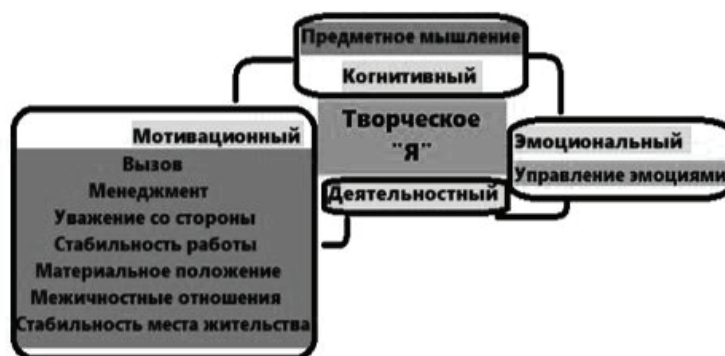 Предметное мышление
Когнитивный
Творческое
"Я"
Мотивационный
Вызов
Менеджмент
Уважение со стороны
Стабильность работы
Материальное положение
Межичностные отношения
Стабильность места жительства
Эмоциональный
Управление эмоциями
Деятельностный